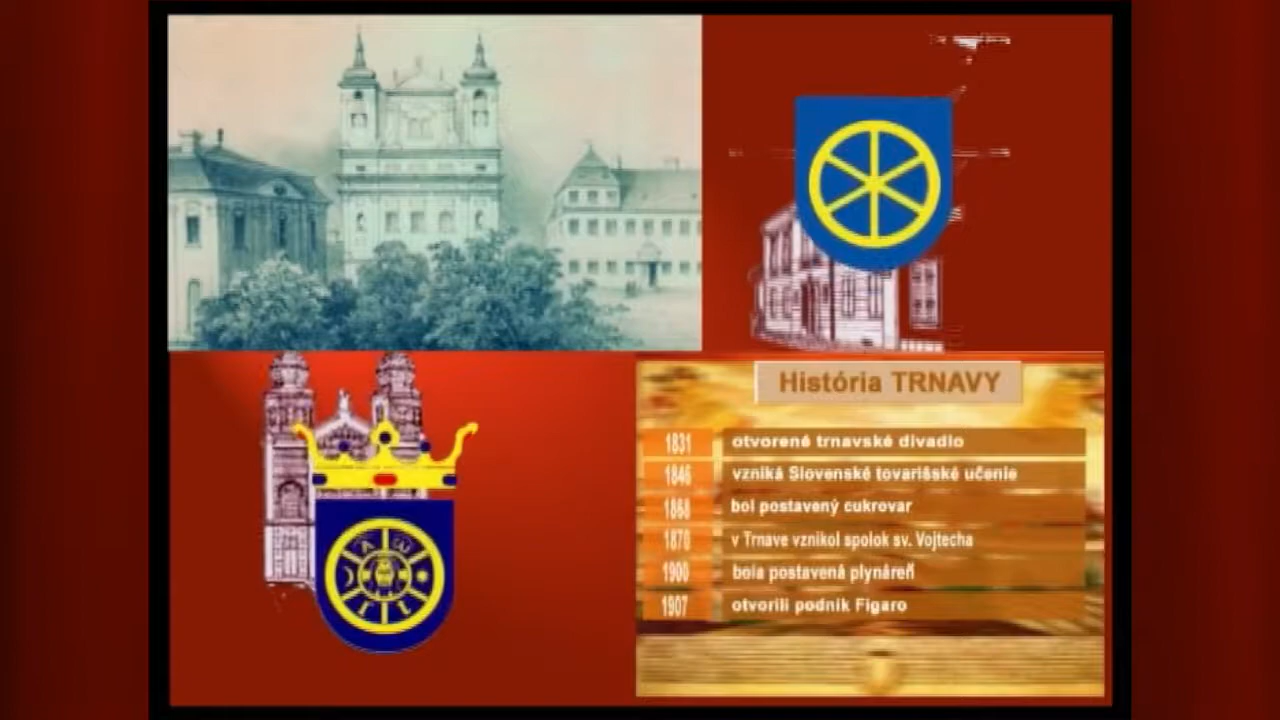 História TRNAVY
1831 otvorené trnavské divadlo
1846 vzniká Slovenské tovarišské učenie
1868 bol postavený cukrovar
1870 v Trnave vznikol spolok sv. Vojtecha
1900 bola postavená plynáreň
1907 otvorili podnik Figaro